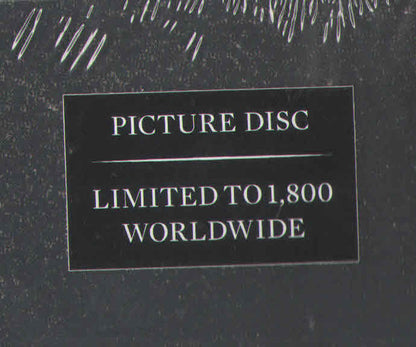 PICTURE DISC
LIMITED TO 1,800
WORLDWIDE